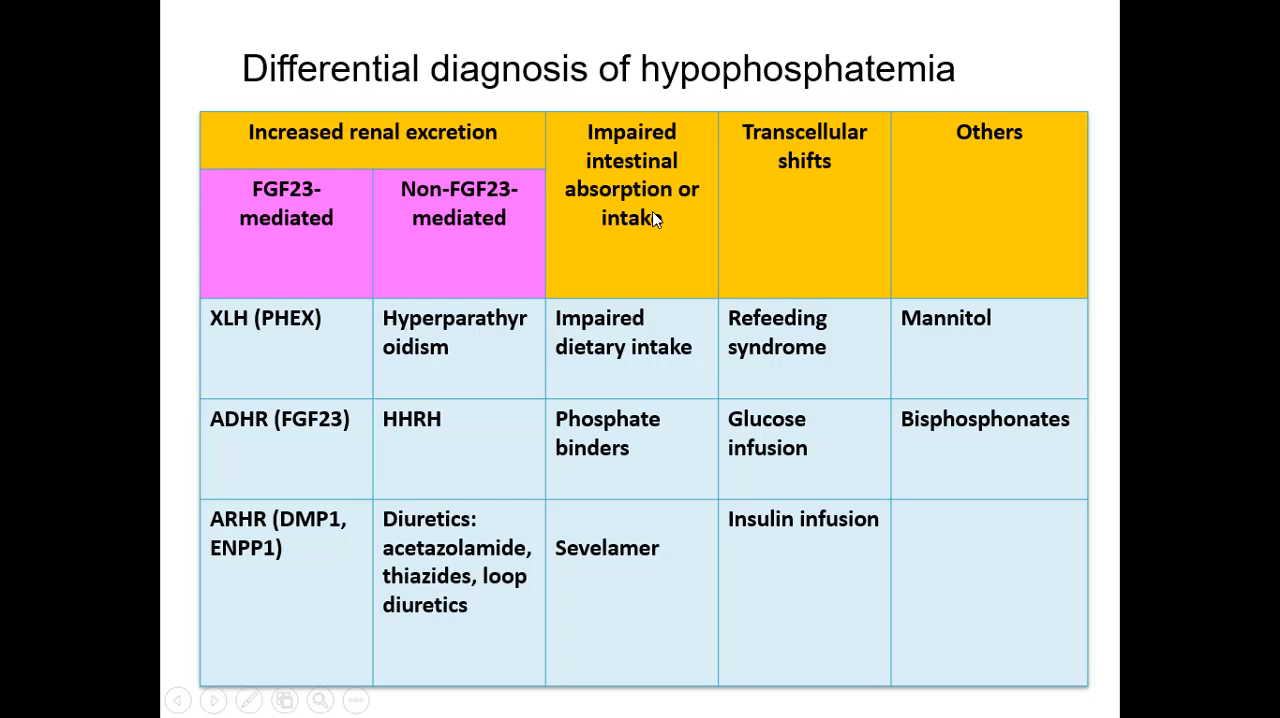 Differential diagnosis of hypophosphatemia
Increased renal excretion
Impaired
intestinal
absorption or
intake
Transcellular
shifts
Others
FGF23-
mediated
Non-FGF23-
mediated
XLH (PHEX)
Hyperparathyr
oidism
Impaired
dietary intake
Refeeding
syndrome
Mannitol
ADHR (FGF23)
HHRH
Phosphate
binders
Glucose
infusion
Bisphosphonates
ARHR (DMP1,
ENPP1)
Diuretics:
acetazolamide,
thiazides, loop
diuretics
Sevelamer
Insulin infusion